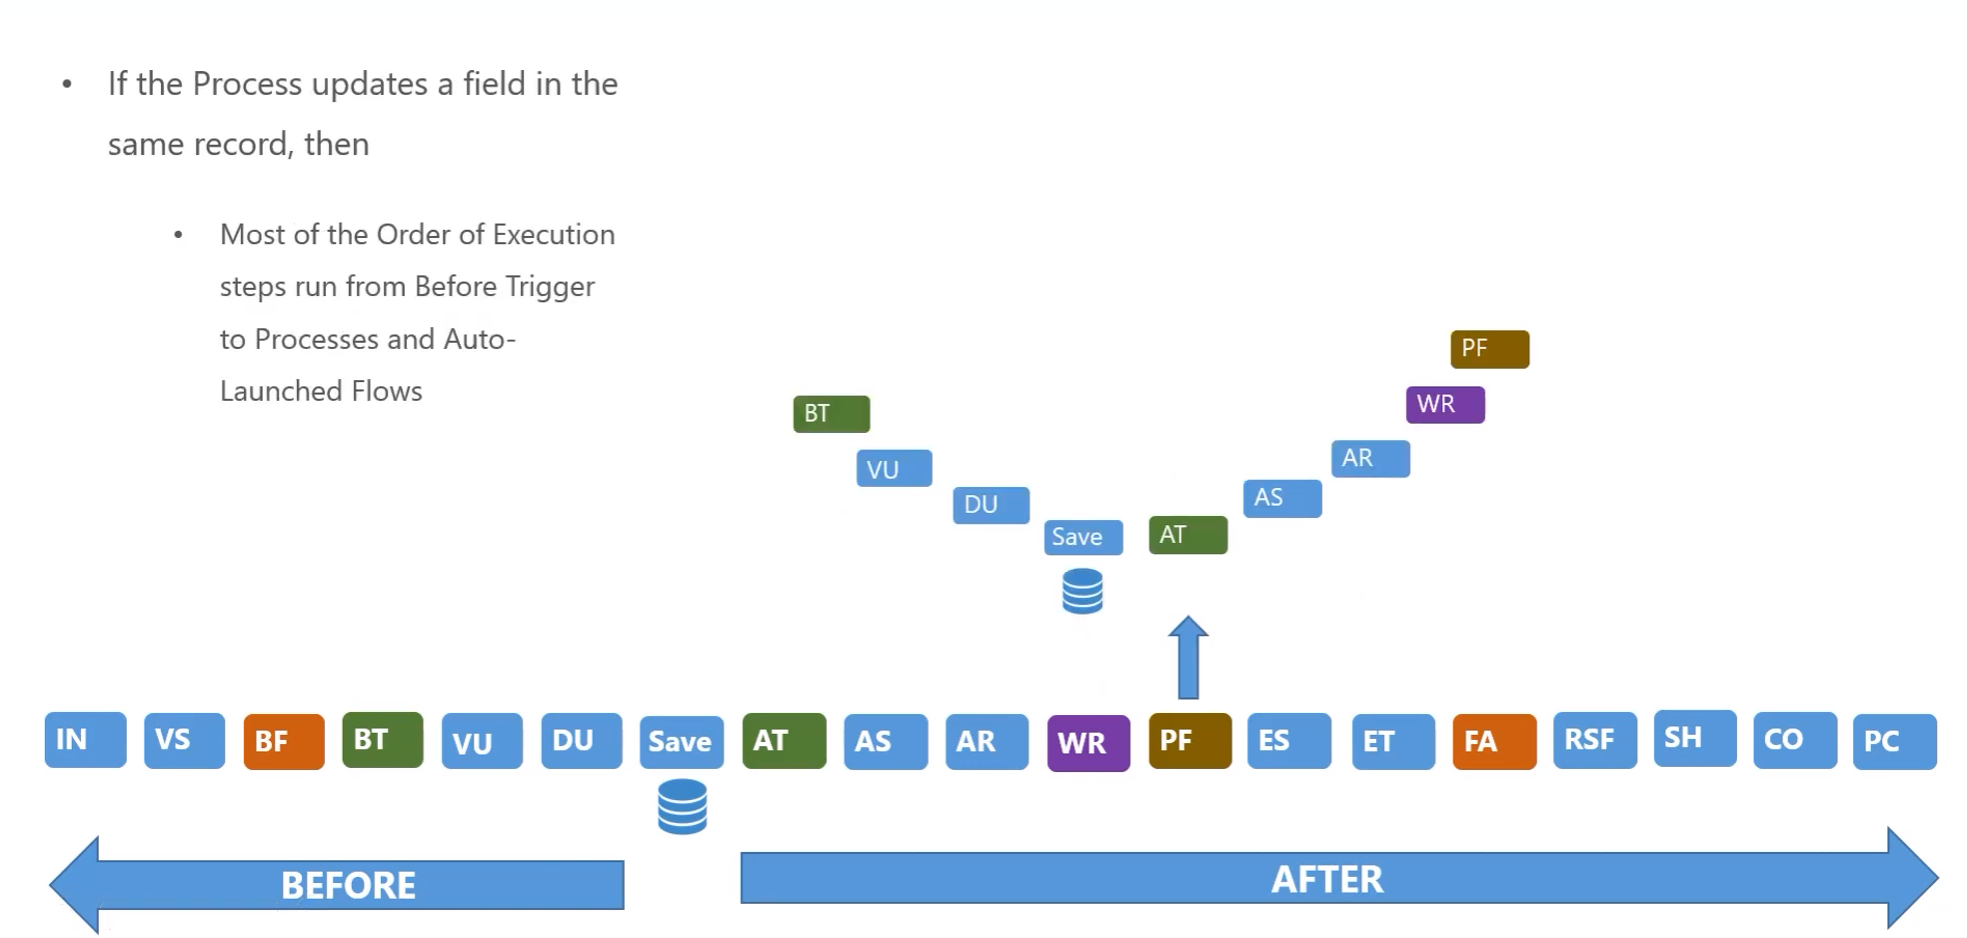 • If the Process updates a field in the
same record, then
• Most of the Order of Execution
steps run from Before Trigger
to Processes and Auto-
Launched Flows
PF
WR
BT
AR
VU
AS
DU
Save
AT
IN VS BF BT VU DU Save AT AS AR WR PF ES ET FA RSF SH CO PC
BEFORE
AFTER